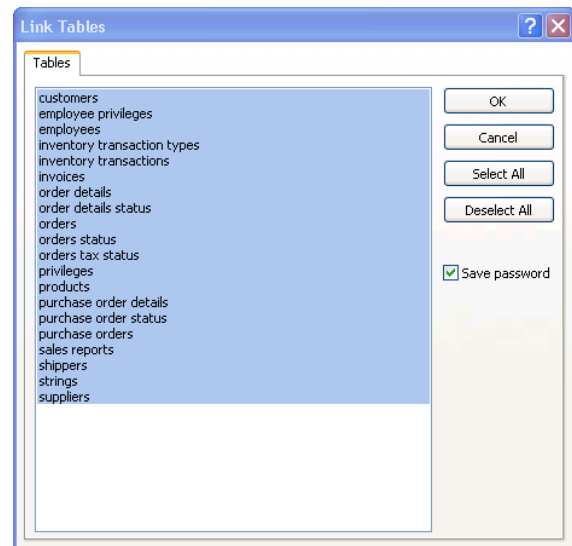 Link Tables
Tables
customers
employee privileges
employees
inventory transaction types
inventory transactions
invoices
order details
order details status
orders
orders status
orders tax status
privileges
products
purchase order details
purchase order status
purchase orders
sales reports
shippers
strings
suppliers
OK
Cancel
Select All
Deselect All
Save password